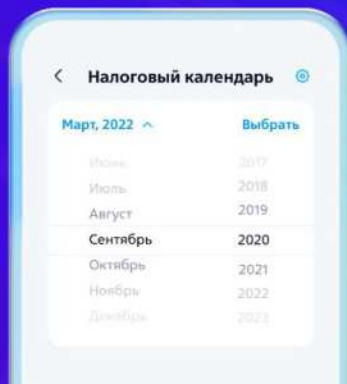 Налоговый календарь
Март, 2022 Выбрать
Июнь 2017
Июль 2018
Август 2019
Сентябрь 2020
Октябрь 2021
Ноябрь 2022
Декабрь 2023